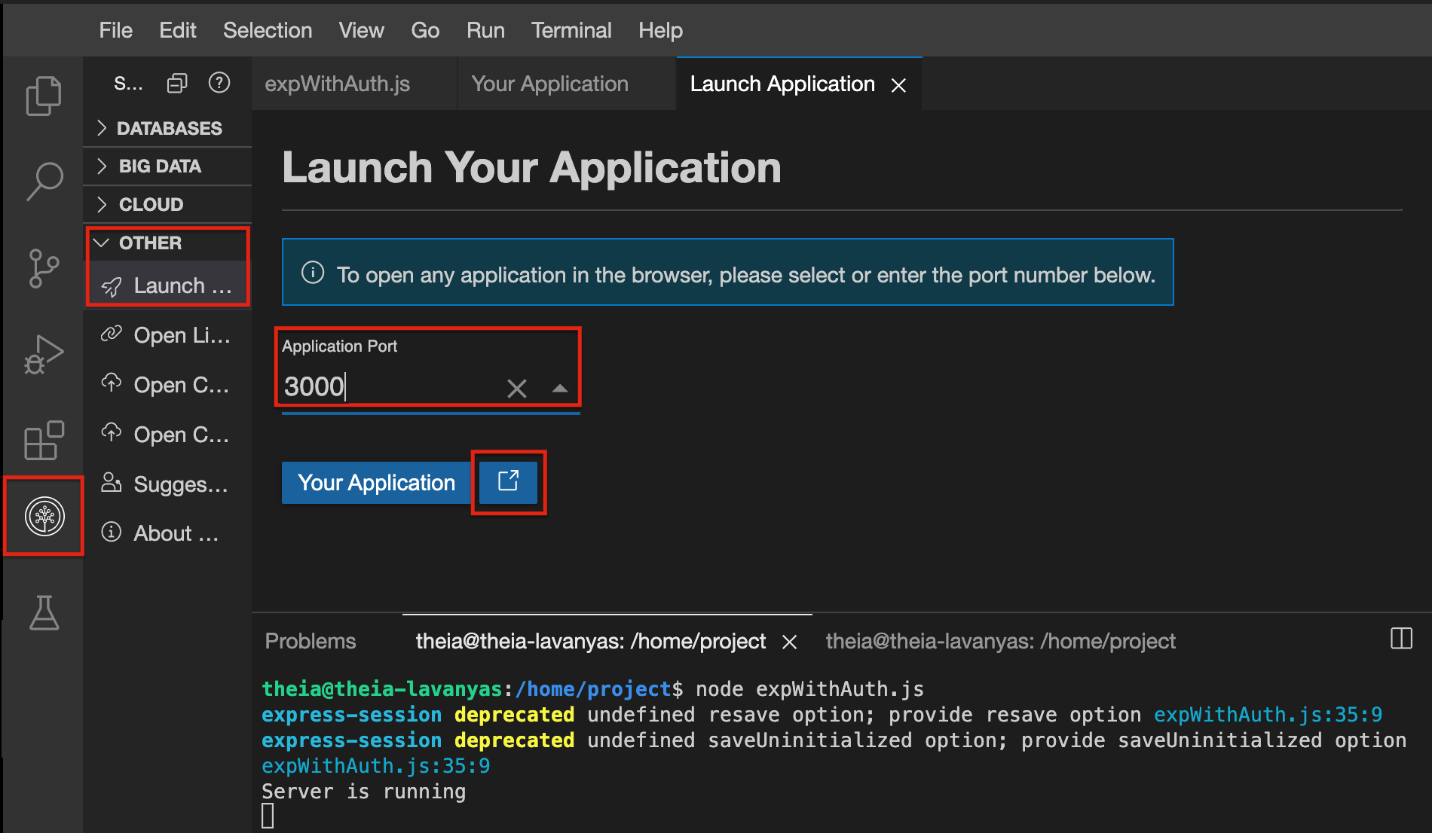 File Edit Selection View Go Run Terminal Help
S...
expWithAuth.js
Your Application
Launch Application
DATABASES
BIG DATA
CLOUD
OTHER
Launch ...
Open Li...
Open C...
Open C...
Sugges...
About ...
Launch Your Application
To open any application in the browser, please select or enter the port number below.
Application Port
3000
Your Application
Problems
theia@theia-lavanyas: /home/project
theia@theia-lavanyas: /home/project
theia@theia-lavanyas:/home/project$ node expWithAuth.js
express-session deprecated undefined resave option; provide resave option expWithAuth.js:35:9
express-session deprecated undefined saveUninitialized option; provide saveUninitialized option
expWithAuth.js:35:9
Server is running